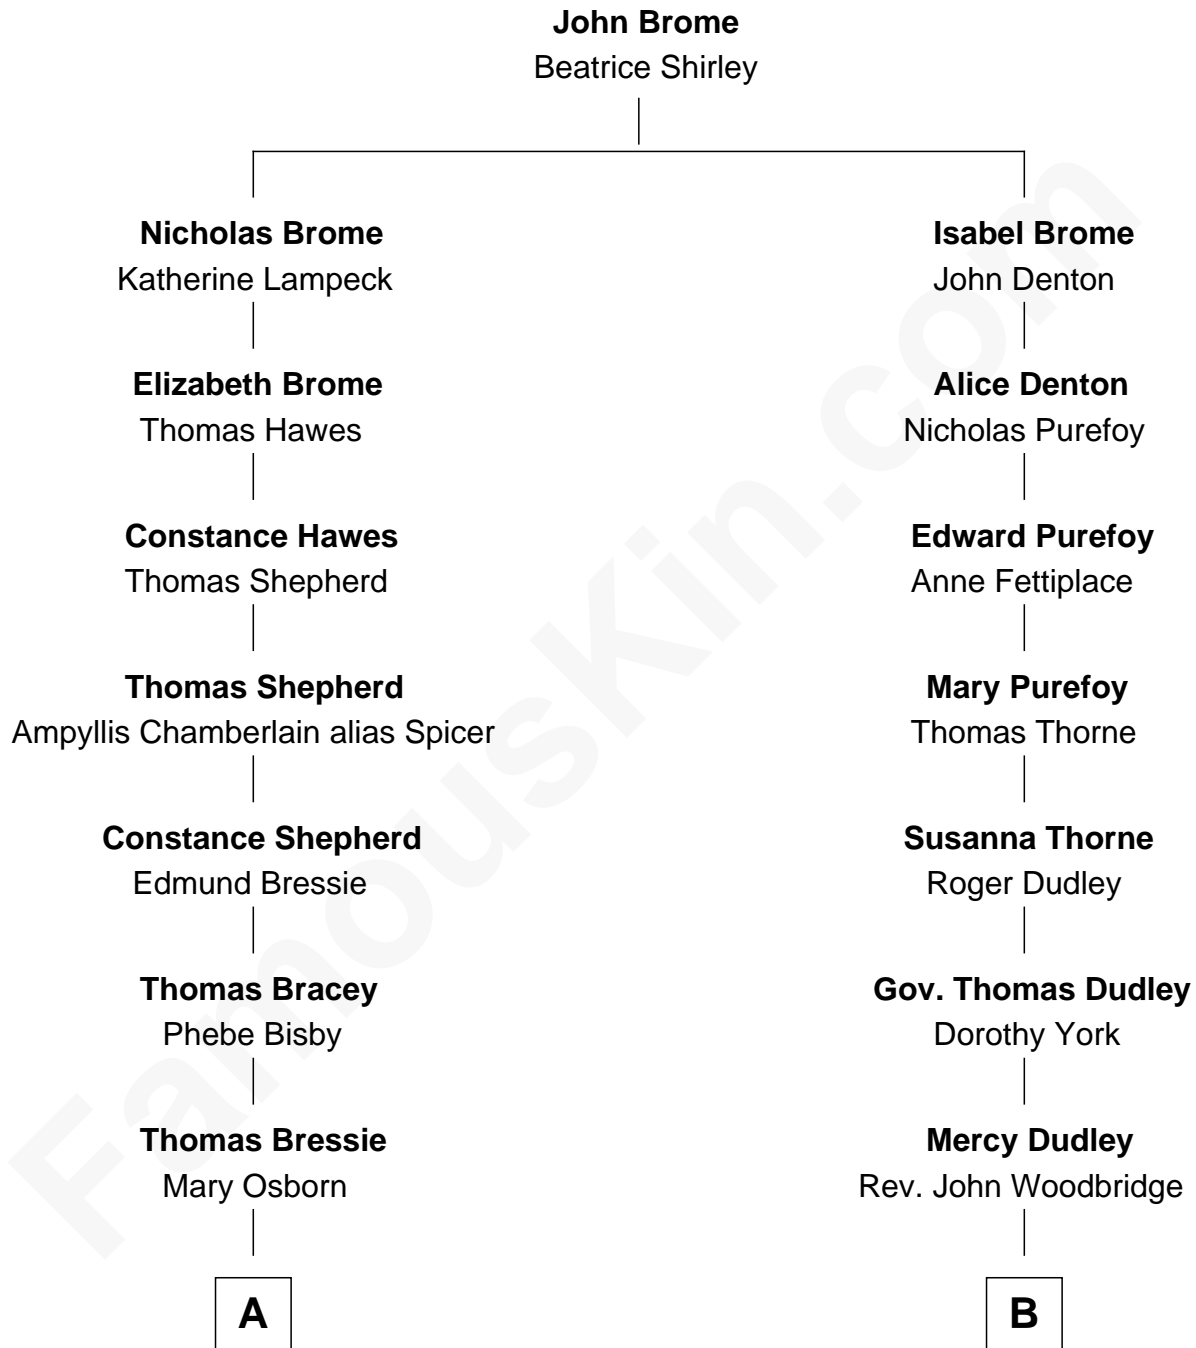 John Brome
Beatrice Shirley
Nicholas Brome
Katherine Lampeck
Elizabeth Brome
Thomas Hawes
Constance Hawes
Thomas Shepherd
Thomas Shepherd
Ampyllis Chamberlain alias Spicer
Constance Shepherd
Edmund Bressie
Thomas Bracey
Phebe Bisby
Thomas Bressie
Mary Osborn
A
Isabel Brome
John Denton
Alice Denton
Nicholas Purefoy
Edward Purefoy
Anne Fettiplace
Mary Purefoy
Thomas Thorne
Susanna Thorne
Roger Dudley
Gov. Thomas Dudley
Dorothy York
Mercy Dudley
Rev. John Woodbridge
B
FamousKin.com